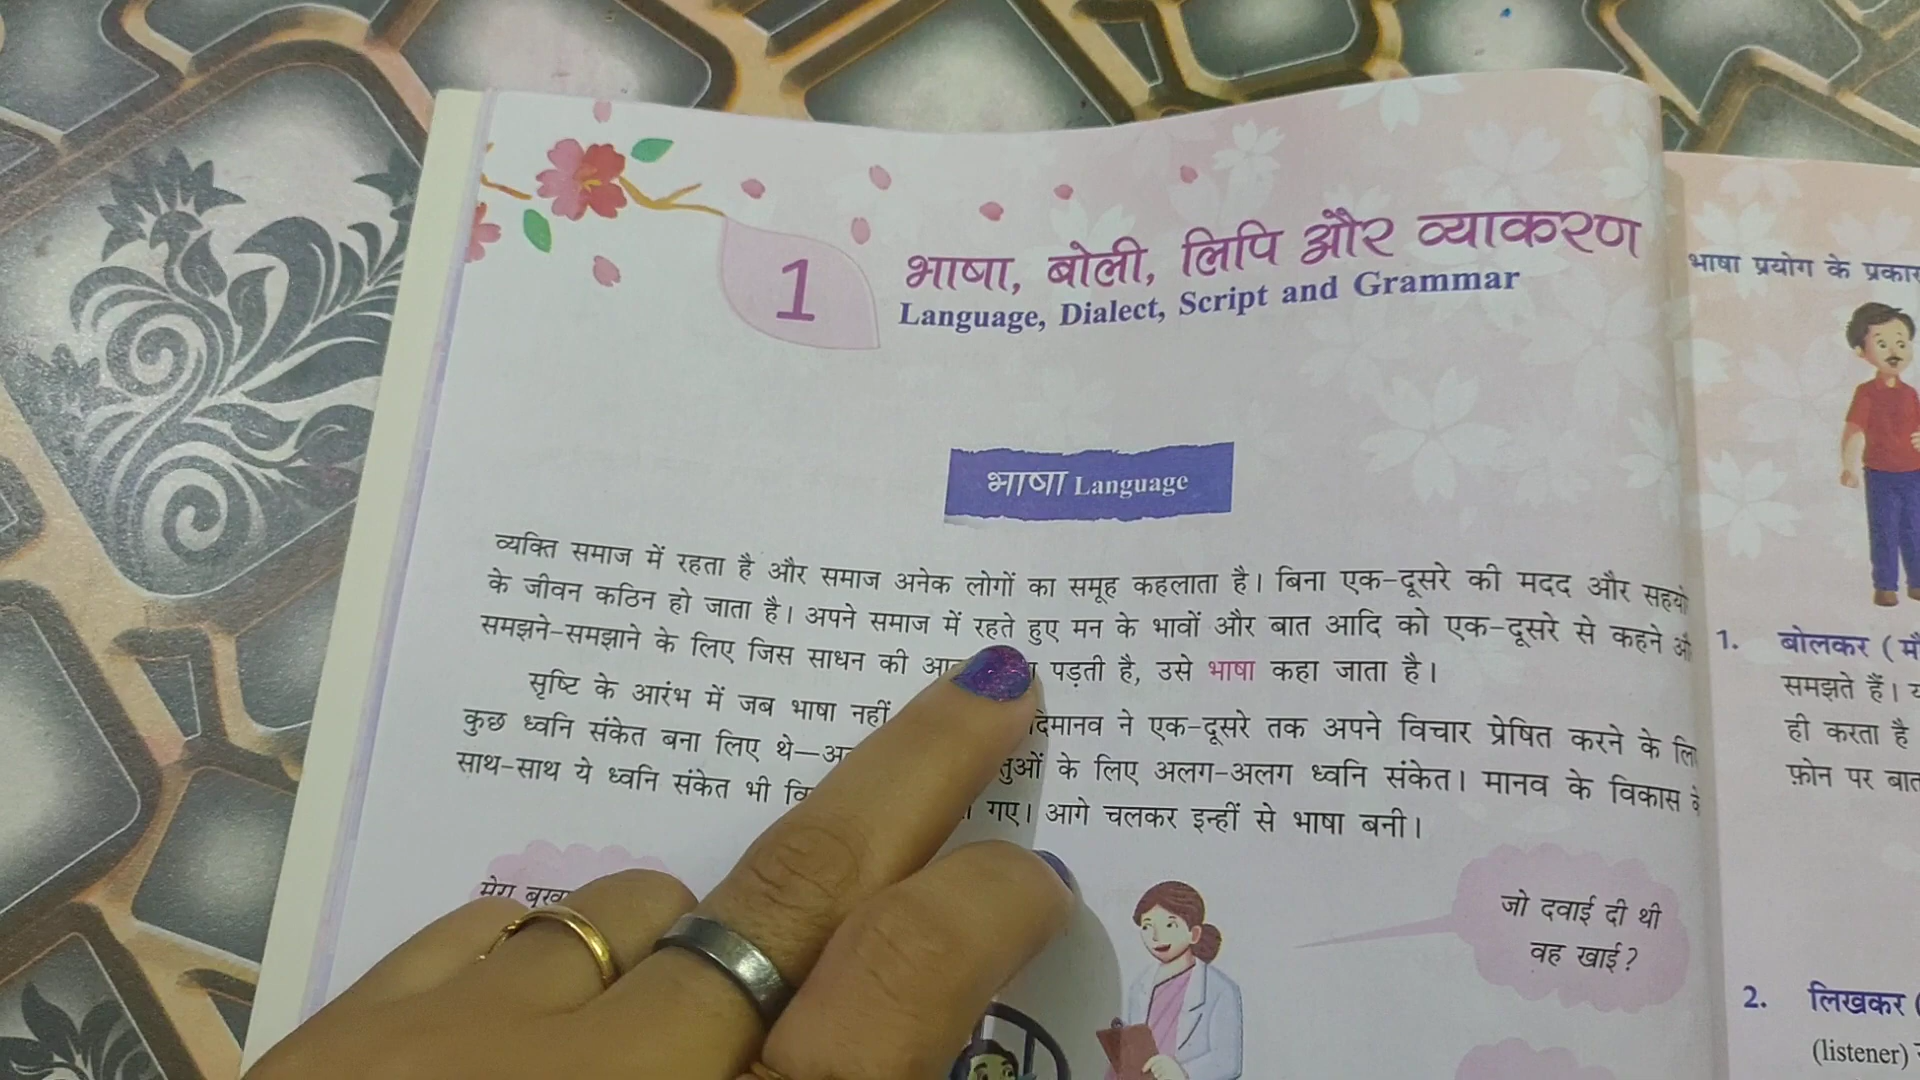 1
भाषा, बोली, लिपि और व्याकरण
Language, Dialect, Script and Grammar
भाषा Language
व्यक्ति समाज में रहता है और समाज अनेक लोगों का समूह कहलाता है। बिना एक-दूसरे की मदद और
के जीवन कठिन हो जाता है। अपने समाज में रहते हुए मन के भावों और बात आदि को एक-दूसरे से कहने
समझने-समझाने के लिए जिस साधन की पड़ती है, उसे भाषा कहा जाता है।
सृष्टि के आरंभ में जब भाषा नहीं ने एक-दूसरे तक अपने विचार प्रेषित करने के
कुछ ध्वनि संकेत बना लिए थे— के लिए अलग-अलग ध्वनि संकेत। मानव के विकास
साथ-साथ ये ध्वनि संकेत भी गए। आगे चलकर इन्हीं से भाषा बनी।
जो दवाई दी थी
वह खाई?
भाषा प्रयोग के प्रकार
1. बोलकर (
समझते हैं।
ही करता है
फ़ोन पर बात
2. लिखकर (
(listener)